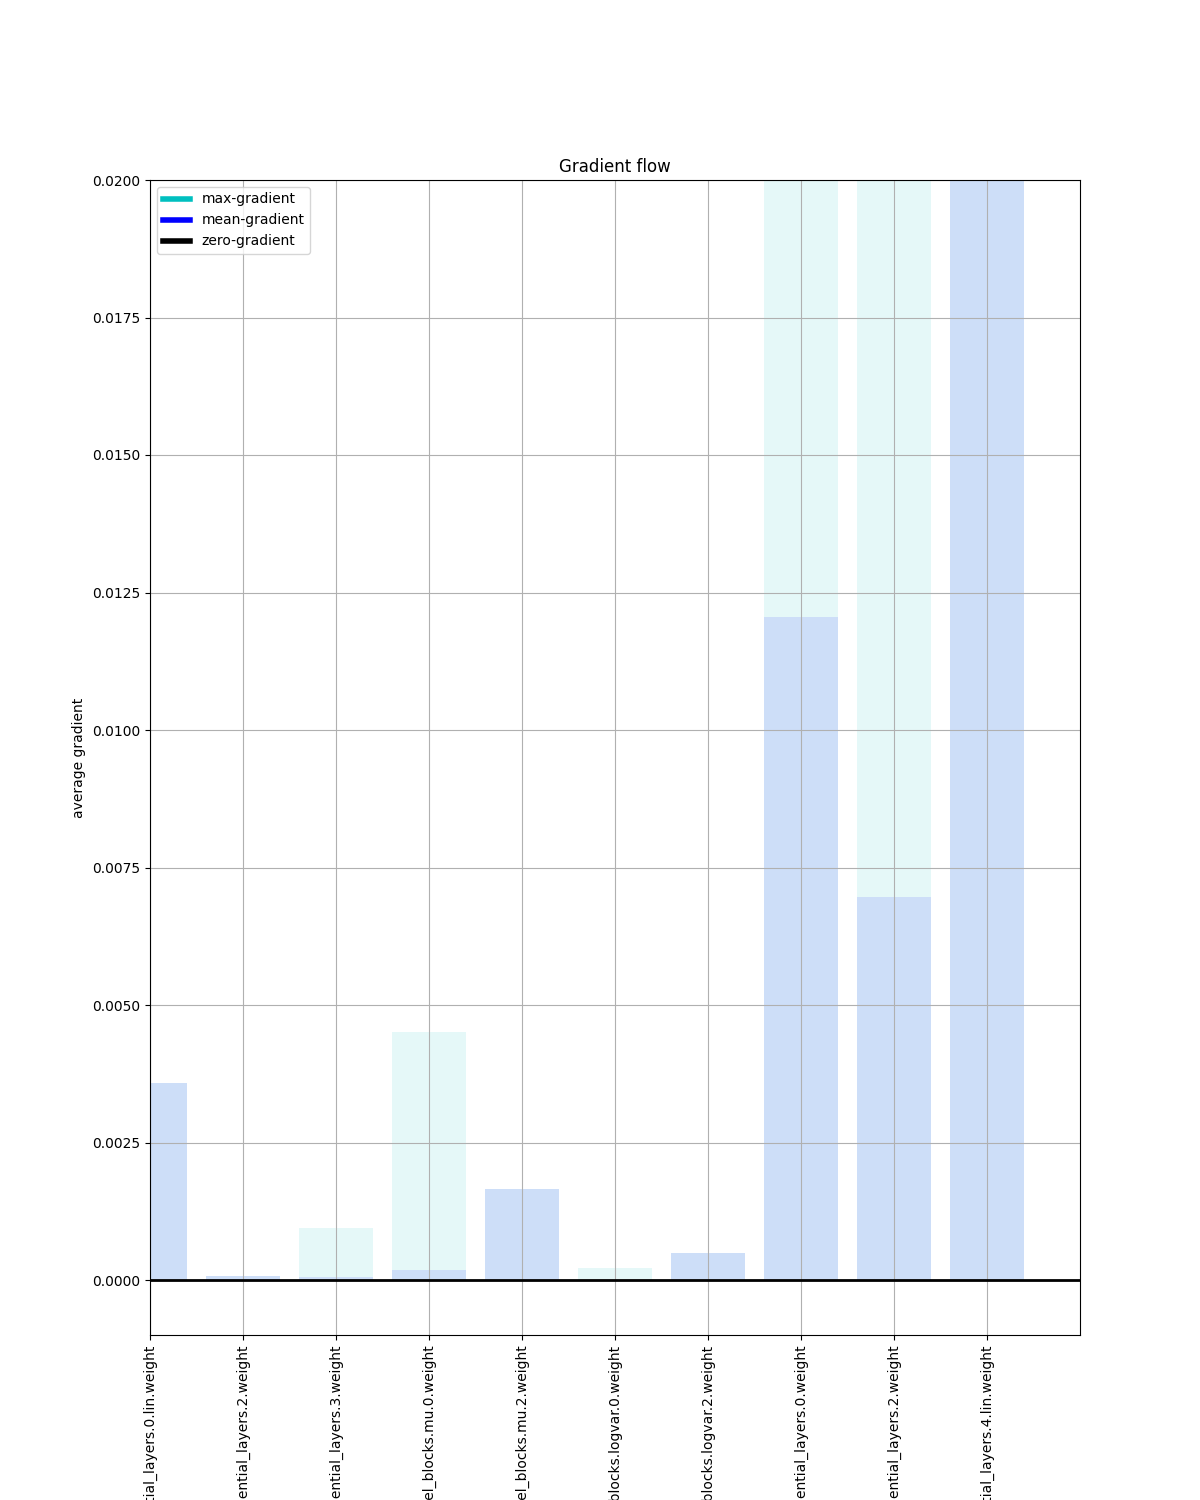 Gradient flow
max-gradient
mean-gradient
zero-gradient
0.0200
0.0175
0.0150
0.0125
0.0100
0.0075
0.0050
0.0025
0.0000
average gradient
tial_layers.0.lin.weight
ential_layers.2.weight
ential_layers.3.weight
el_blocks.mu.0.weight
el_blocks.mu.2.weight
blocks.logvar.0.weight
blocks.logvar.2.weight
ential_layers.0.weight
ential_layers.2.weight
tial_layers.4.lin.weight